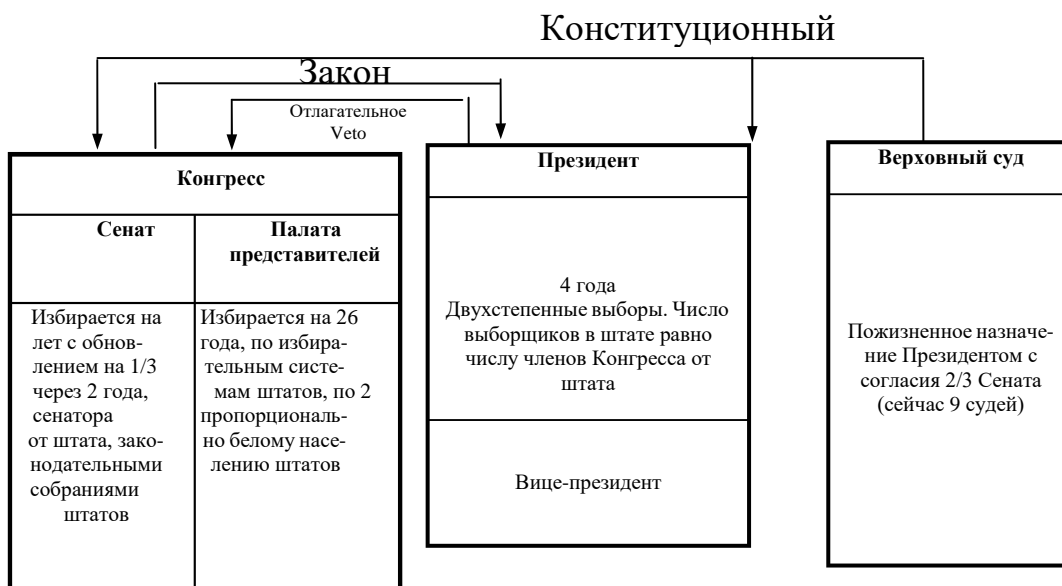 Конституционный
Закон
Отлагательное
Veto
Конгресс
Сенат
Палата
представителей
Избирается на
лет с обнов-
лением на 1/3
через 2 года,
сенатора
от штата, зако-
нодательными
собраниями
штатов
Избирается на 26
года, по избира-
тельным систе-
мам штатов, по 2
пропорциональ-
но белому насе-
лению штатов
Президент
4 года
Двухстепенные выборы. Число
выборщиков в штате равно
числу членов Конгресса от
штата
Вице-президент
Верховный суд
Пожизненное назначе-
ние Президентом с
согласия 2/3 Сената
(сейчас 9 судей)